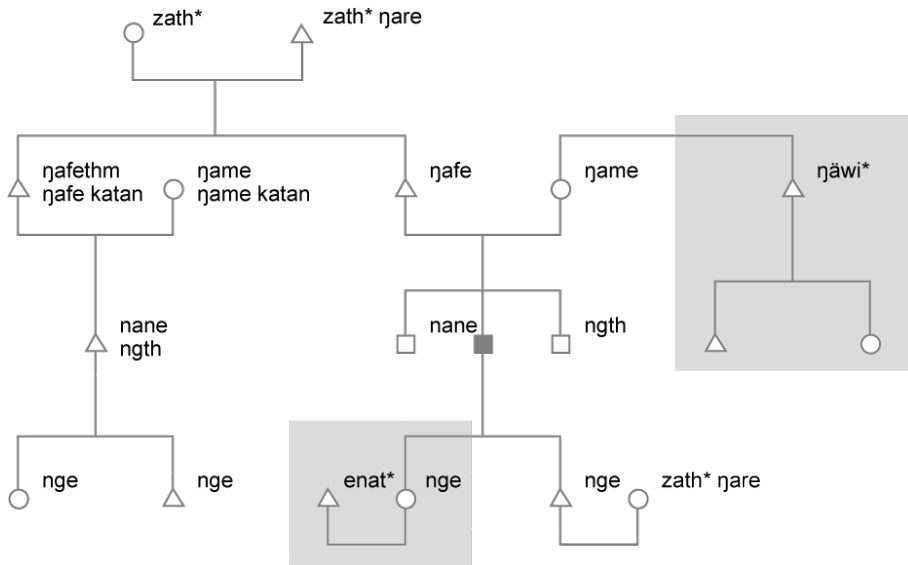 zath*
zath* ŋare
ŋafethm
ŋafe katan
ŋame
ŋame katan
ŋafe
ŋame
ŋäwi*
nane
ngth
nane
ngth
nge
nge
enat*
nge
nge
zath* ŋare